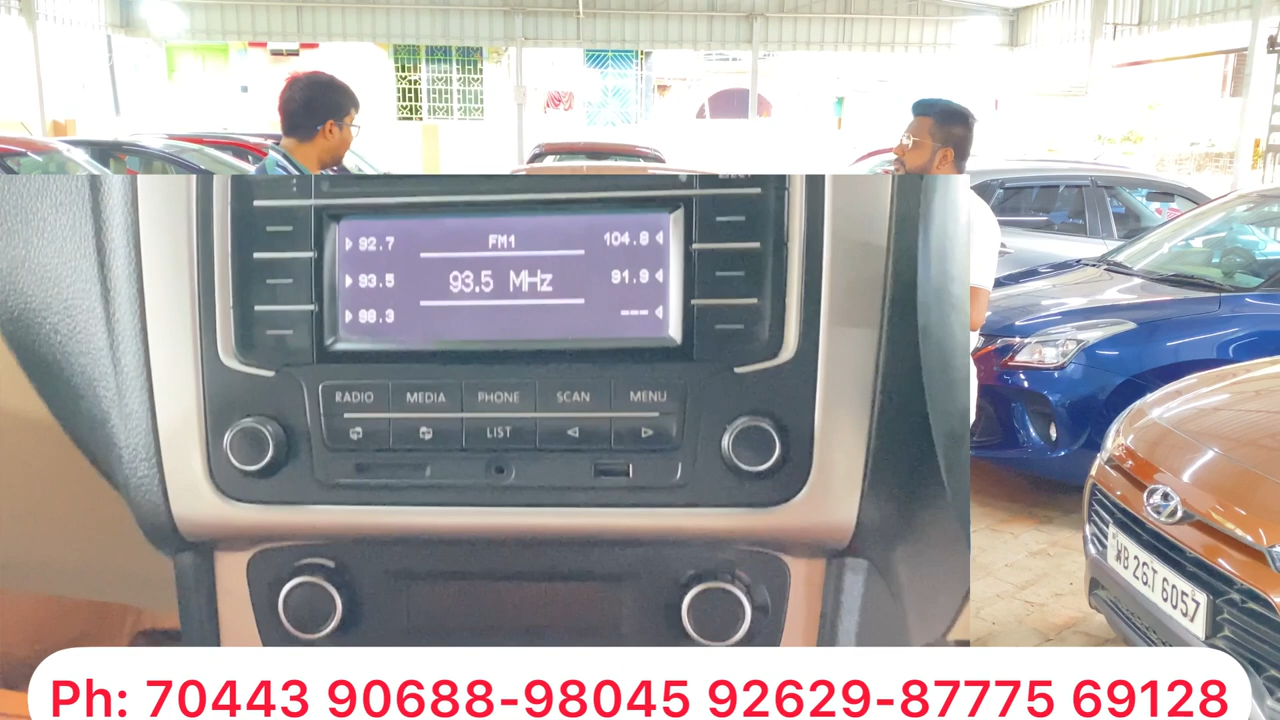 92.7 FM1 104.8
93.5 93.5 MHz 91.9
98.3 ---
RADIO MEDIA PHONE SCAN MENU
LIST
WB 26T 6057
Ph: 70443 90688-98045 92629-87775 69128